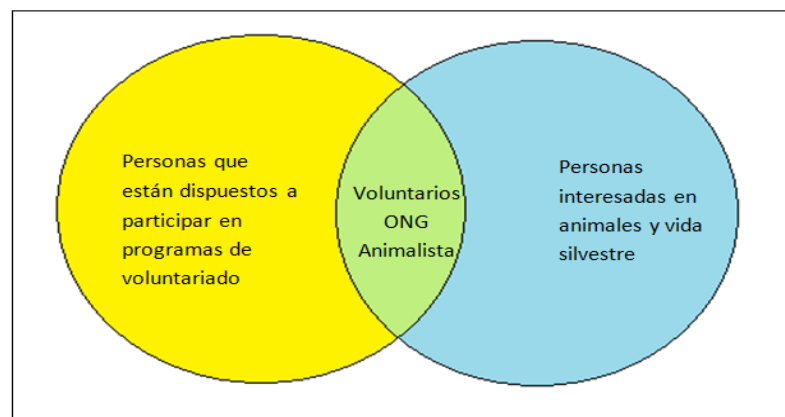 Personas que
están dispuestos a
participar en
programas de
voluntariado
Voluntarios
ONG
Animalista
Personas
interesadas en
animales y vida
silvestre